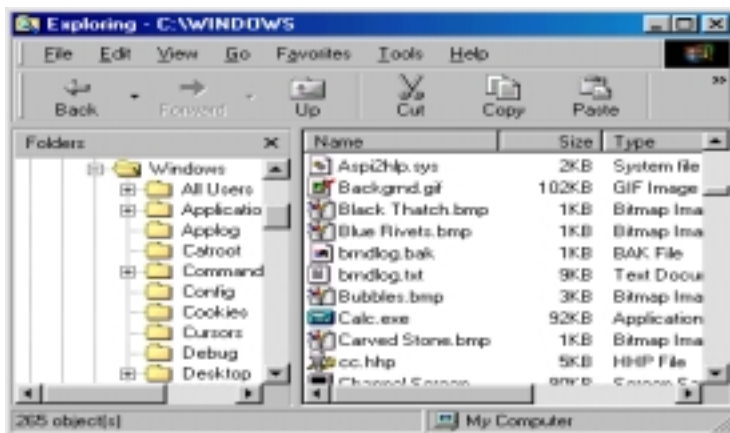 Exploring - C:\WINDOWS
File Edit View Go Favorites Tools Help
Back Forward Up Cut Copy Paste »
Folders × Name Size Type
Windows
All Users
Applicatio
Applog
Catroot
Command
Config
Cookies
Cursors
Debug
Desktop
Aspi2hlp.sys 2KB System file
Backgrnd.gif 102KB GIF Image
Black Thatch.bmp 1KB Bitmap Ima
Blue Rivets.bmp 1KB Bitmap Ima
brndlog.bak 1KB BAK File
brndlog.txt 9KB Text Docu
Bubbles.bmp 3KB Bitmap Ima
Calc.exe 92KB Application
Carved Stone.bmp 1KB Bitmap Ima
cc.hhp 5KB HHP File
Channel Screen
265 object(s) My Computer